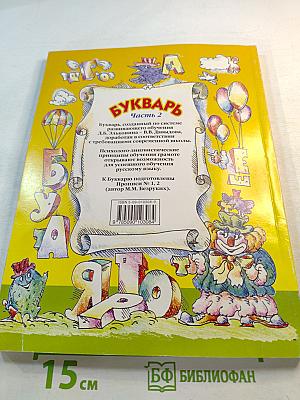 БУКВАРЬ
Часть 2
Букварь, созданный по системе
развивающего обучения
Д.Б. Эльконина – В.В. Давыдова,
доработан в соответствии
с требованиями современной школы.
Психолого-лингвистические
принципы обучения грамоте
открывают возможность
для успешного обучения
русскому языку.
К Букварю подготовлены
Прописи № 1, 2
(автор М.М. Безруких).
15 см
БФ БИБЛИОФАН